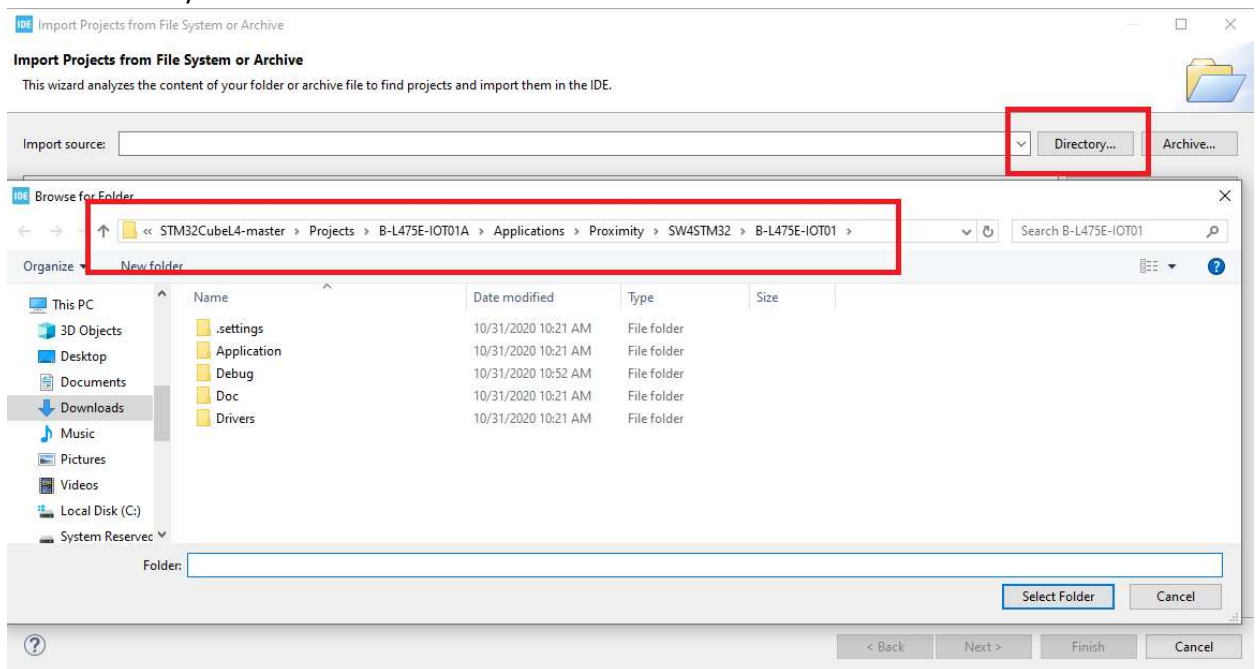 IDE Import Projects from File System or Archive
Import Projects from File System or Archive
This wizard analyzes the content of your folder or archive file to find projects and import them in the IDE.
Import source:
Directory...
Archive...
IDE Browse for Folder
« STM32CubeL4-master > Projects > B-L475E-IOT01A > Applications > Proximity > SW4STM32 > B-L475E-IOT01 >
Search B-L475E-IOT01
Organize
New folder
This PC
3D Objects
Desktop
Documents
Downloads
Music
Pictures
Videos
Local Disk (C:)
System Reserved
Name Date modified Type Size
.settings 10/31/2020 10:21 AM File folder
Application 10/31/2020 10:21 AM File folder
Debug 10/31/2020 10:52 AM File folder
Doc 10/31/2020 10:21 AM File folder
Drivers 10/31/2020 10:21 AM File folder
Folder:
Select Folder
Cancel
< Back
Next >
Finish
Cancel